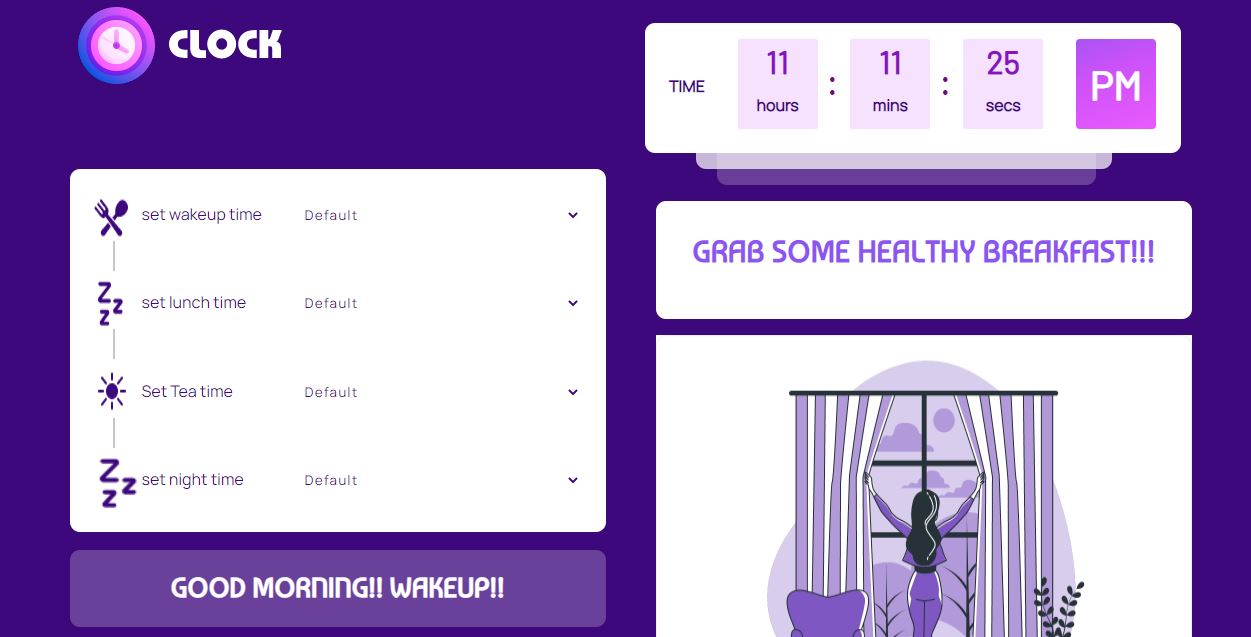 CLOCK
TIME
11 : 11 : 25 PM
hours mins secs
set wakeup time Default
set lunch time Default
Set Tea time Default
set night time Default
GOOD MORNING!! WAKEUP!!
GRAB SOME HEALTHY BREAKFAST!!!